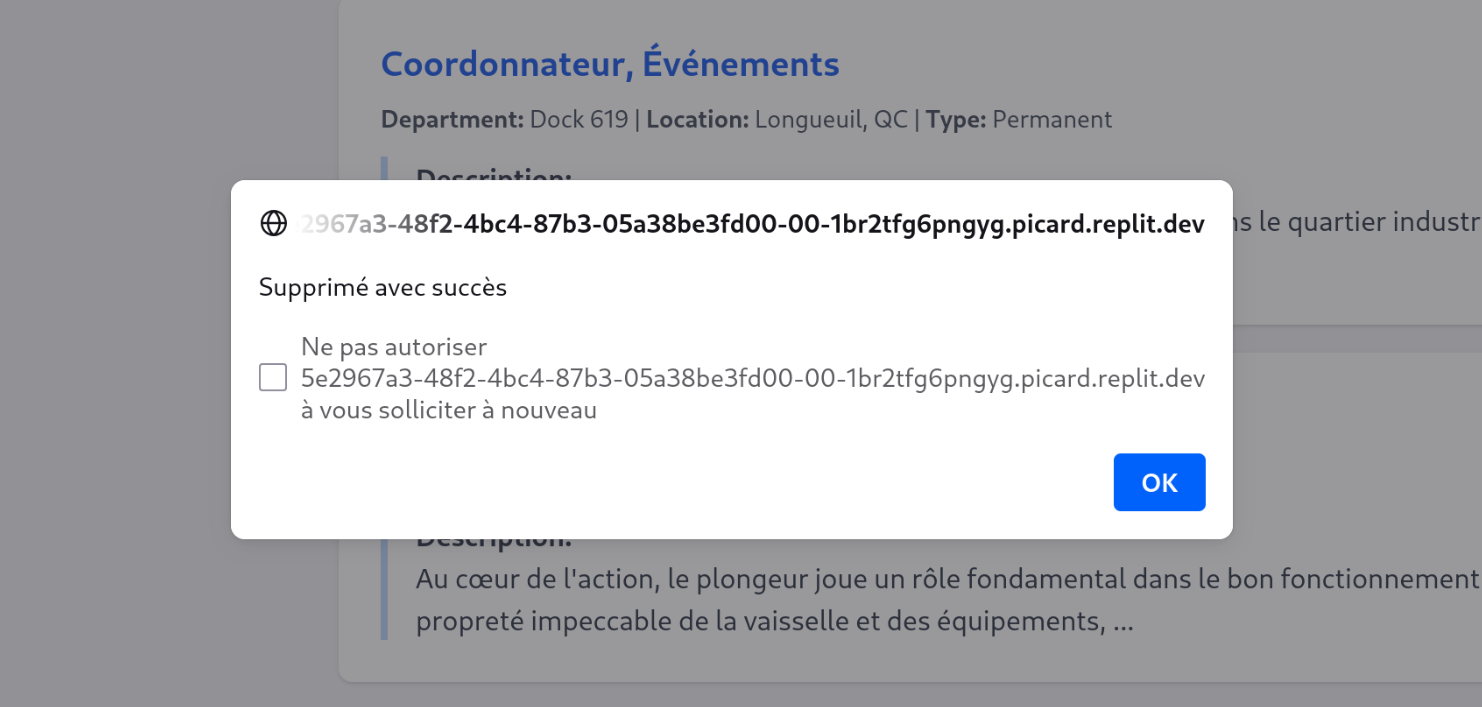 Coordonnateur, Événements
Department: Dock 619 | Location: Longueuil, QC | Type: Permanent
Description:
2967a3-48f2-4bc4-87b3-05a38be3fd00-00-1br2tfg6pngyg.picard.replit.dev
ns le quartier industr
Supprimé avec succès
Ne pas autoriser
5e2967a3-48f2-4bc4-87b3-05a38be3fd00-00-1br2tfg6pngyg.picard.replit.dev
à vous solliciter à nouveau
OK
Description:
Au cœur de l'action, le plongeur joue un rôle fondamental dans le bon fonctionnement
propreté impeccable de la vaisselle et des équipements, ...